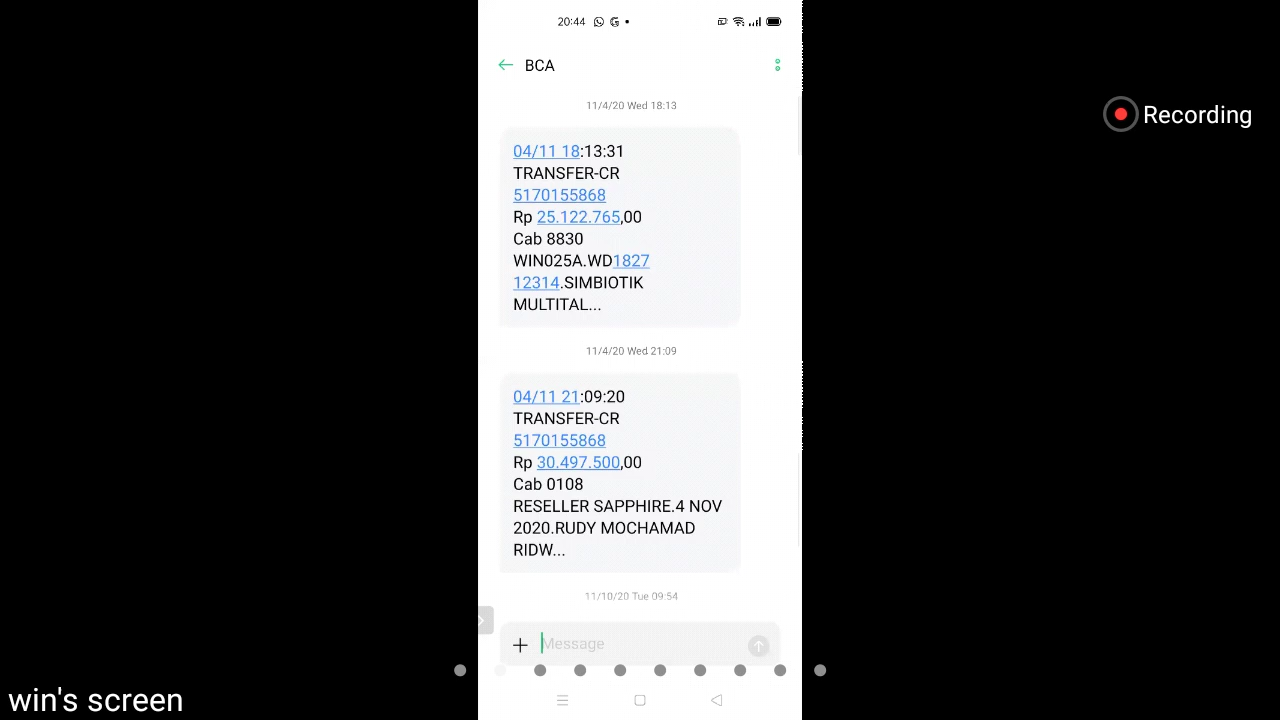 20:44
BCA
Recording
11/4/20 Wed 18:13
04/11 18:13:31
TRANSFER-CR
5170155868
Rp 25.122.765,00
Cab 8830
WIN025A.WD1827
12314.SIMBIOTIK
MULTITAL...
11/4/20 Wed 21:09
04/11 21:09:20
TRANSFER-CR
5170155868
Rp 30.497.500,00
Cab 0108
RESELLER SAPPHIRE.4 NOV
2020.RUDY MOCHAMAD
RIDW...
11/10/20 Tue 09:54
Message
win's screen